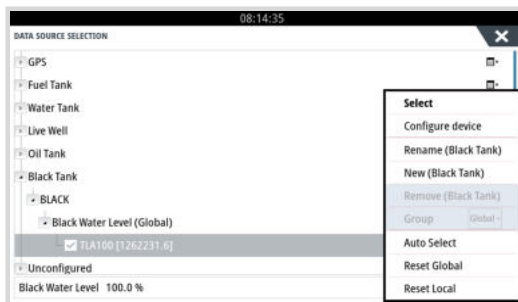 08:14:35
DATA SOURCE SELECTION
GPS
Fuel Tank
Water Tank
Live Well
Oil Tank
Black Tank
BLACK
Black Water Level (Global)
TLA100 [1262231.6]
Unconfigured
Black Water Level 100.0 %
Select
Configure device
Rename (Black Tank)
New (Black Tank)
Remove (Black Tank)
Group Global
Auto Select
Reset Global
Reset Local